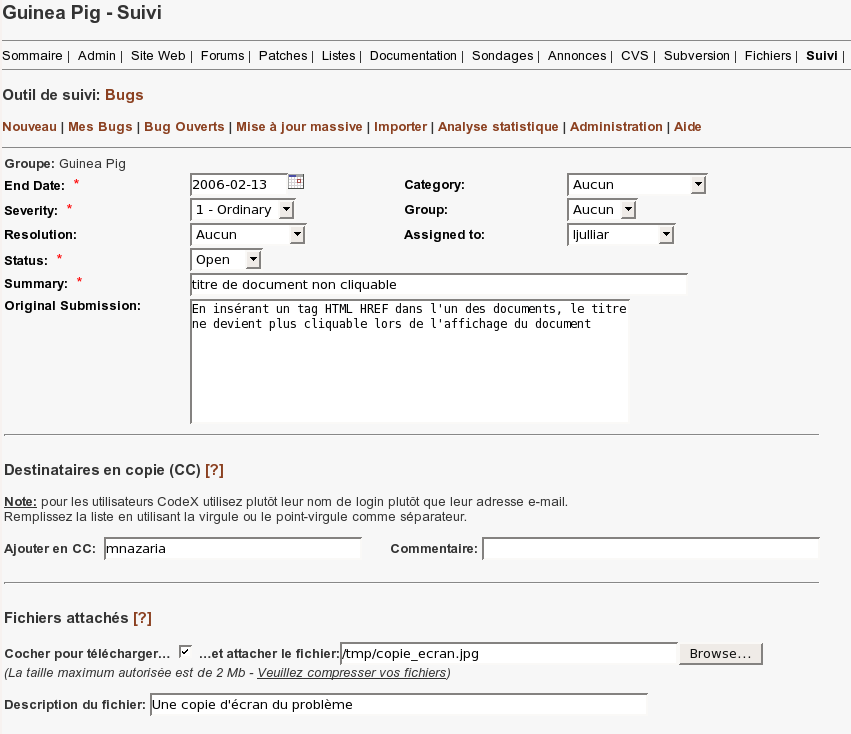 Guinea Pig - Suivi
Sommaire | Admin | Site Web | Forums | Patches | Listes | Documentation | Sondages | Annonces | CVS | Subversion | Fichiers | Suivi |
Outil de suivi: Bugs
Nouveau | Mes Bugs | Bug Ouverts | Mise à jour massive | Importer | Analyse statistique | Administration | Aide
Groupe: Guinea Pig
End Date: * 2006-02-13 Category: Aucun
Severity: * 1 - Ordinary Group: Aucun
Resolution: Aucun Assigned to: ljulliar
Status: * Open
Summary: * titre de document non cliquable
Original Submission: En insérant un tag HTML HREF dans l'un des documents, le titre
ne devient plus cliquable lors de l'affichage du document
Destinataires en copie (CC) [?]
Note: pour les utilisateurs CodeX utilisez plutôt leur nom de login plutôt que leur adresse e-mail.
Remplissez la liste en utilisant la virgule ou le point-virgule comme séparateur.
Ajouter en CC: mnazaria Commentaire:
Fichiers attachés [?]
Cocher pour télécharger... ...et attacher le fichier: /tmp/copie_ecran.jpg Browse...
(La taille maximum autorisée est de 2 Mb - Veuillez compresser vos fichiers)
Description du fichier: Une copie d'écran du problème